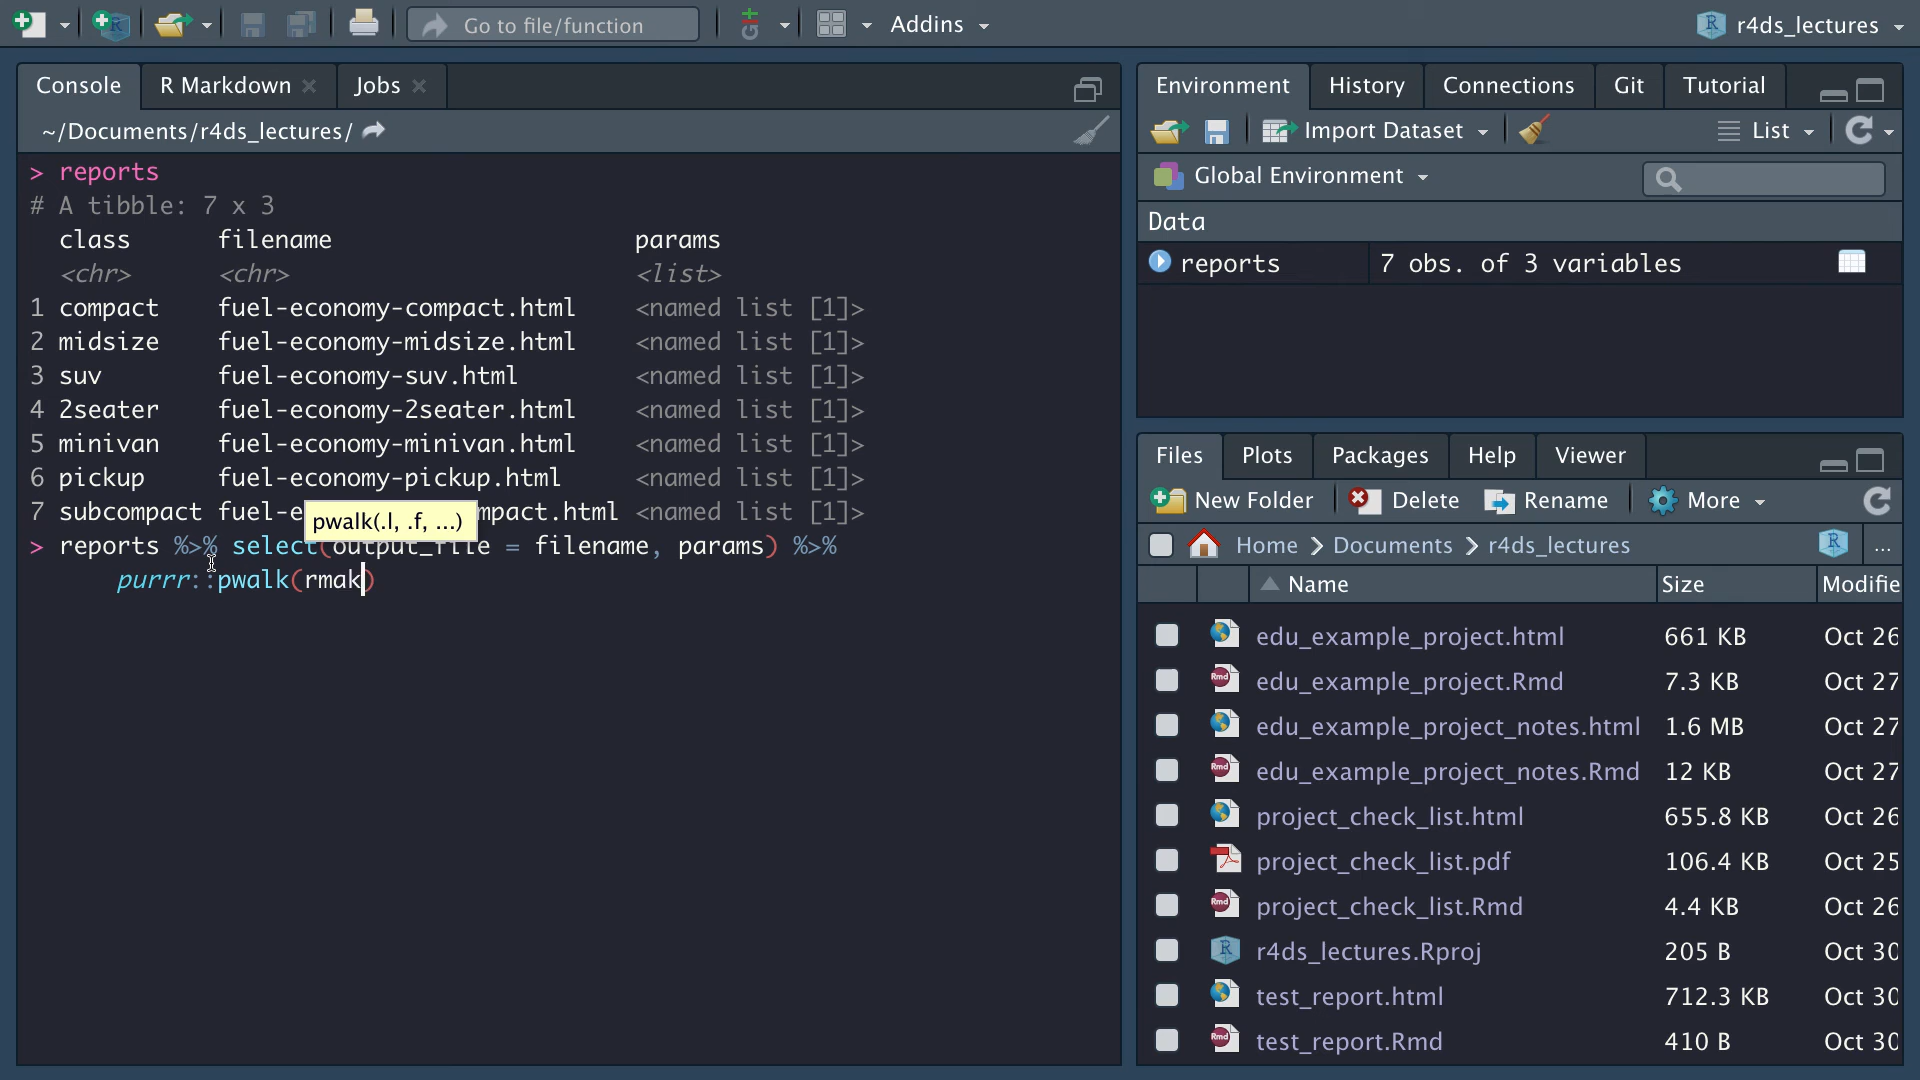 Go to file/function
Addins
r4ds_lectures
Console
R Markdown
Jobs
~/Documents/r4ds_lectures/
> reports
# A tibble: 7 x 3
class filename params
<chr> <chr> <list>
1 compact fuel-economy-compact.html <named list [1]>
2 midsize fuel-economy-midsize.html <named list [1]>
3 suv fuel-economy-suv.html <named list [1]>
4 2seater fuel-economy-2seater.html <named list [1]>
5 minivan fuel-economy-minivan.html <named list [1]>
6 pickup fuel-economy-pickup.html <named list [1]>
7 subcompact fuel-e mpact.html <named list [1]>
pwalk(.l, .f, ...)
> reports %>% select(output_file = filename, params) %>%
purrr::pwalk(rmak)
Environment
History
Connections
Git
Tutorial
Import Dataset
List
Global Environment
Data
reports 7 obs. of 3 variables
Files
Plots
Packages
Help
Viewer
New Folder
Delete
Rename
More
Home > Documents > r4ds_lectures
...
Name Size Modifie
edu_example_project.html 661 KB Oct 26
edu_example_project.Rmd 7.3 KB Oct 27
edu_example_project_notes.html 1.6 MB Oct 27
edu_example_project_notes.Rmd 12 KB Oct 27
project_check_list.html 655.8 KB Oct 26
project_check_list.pdf 106.4 KB Oct 25
project_check_list.Rmd 4.4 KB Oct 26
r4ds_lectures.Rproj 205 B Oct 30
test_report.html 712.3 KB Oct 30
test_report.Rmd 410 B Oct 30